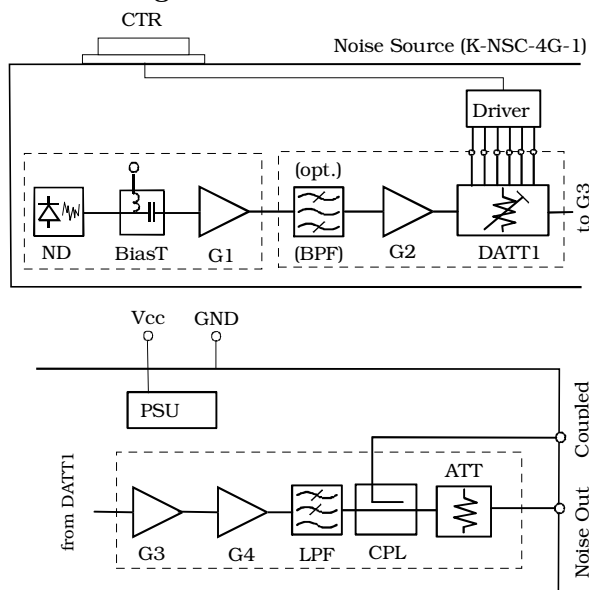 CTR
Noise Source (K-NSC-4G-1)
Driver
(opt.)
to G3
ND
BiasT
G1
(BPF)
G2
DATT1
Vcc
GND
PSU
Coupled
from DATT1
ATT
G3
G4
LPF
CPL
Noise Out